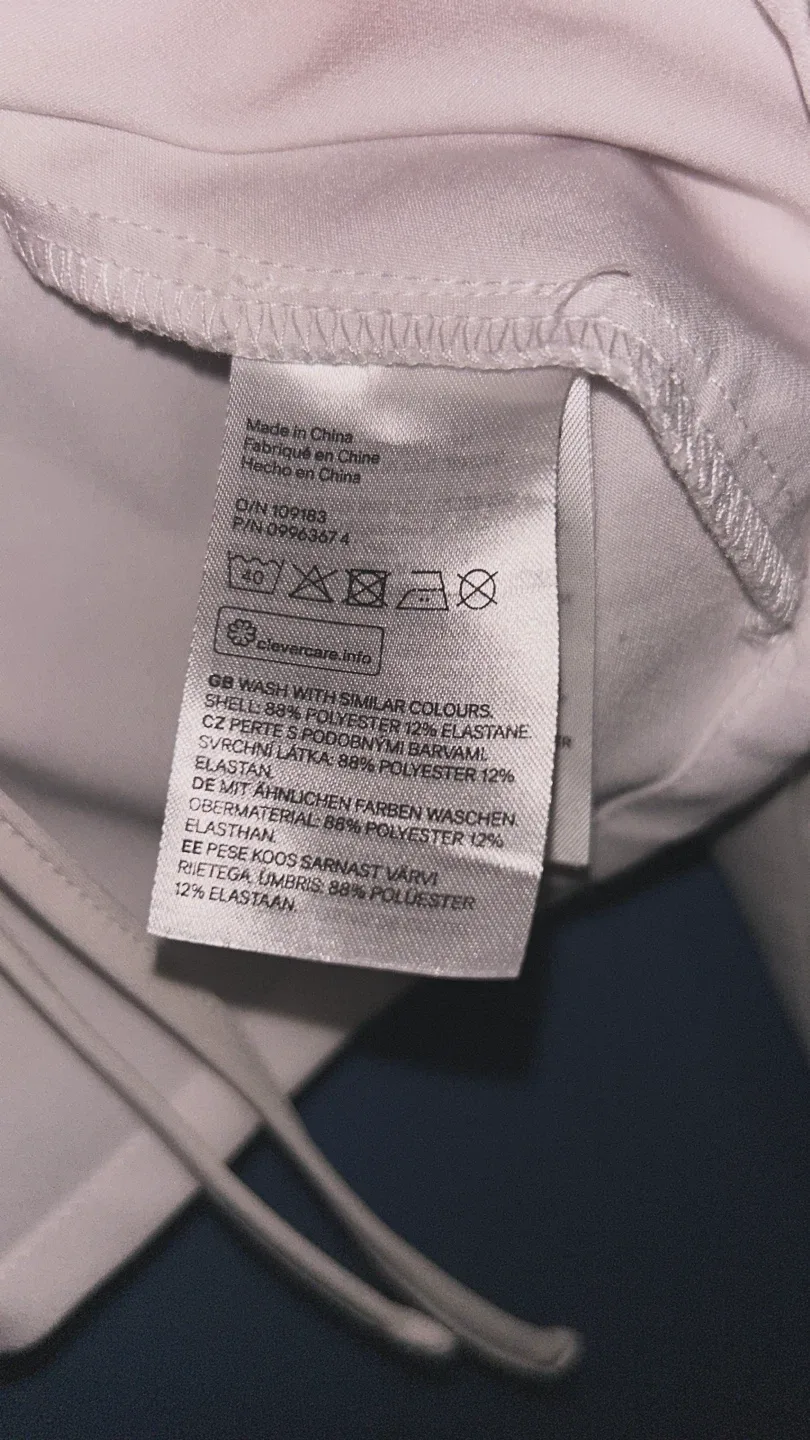 Made in China
Fabriqué en Chine
Hecho en China
O/N 109183
P/N 0996367 4
40
clevercare.info
GB WASH WITH SIMILAR COLOURS.
SHELL: 88% POLYESTER 12% ELASTANE.
CZ PERTE S PODOBNÝMI BARVAMI.
SVRCHNÍ LÁTKA: 88% POLYESTER 12%
ELASTAN.
DE MIT ÄHNLICHEN FARBEN WASCHEN.
OBERMATERIAL: 88% POLYESTER 12%
ELASTHAN.
EE PESE KOOS SARNAST VÄRVI
RIIETEGA. ÜMBRIS: 88% POLÜESTER
12% ELASTAAN.